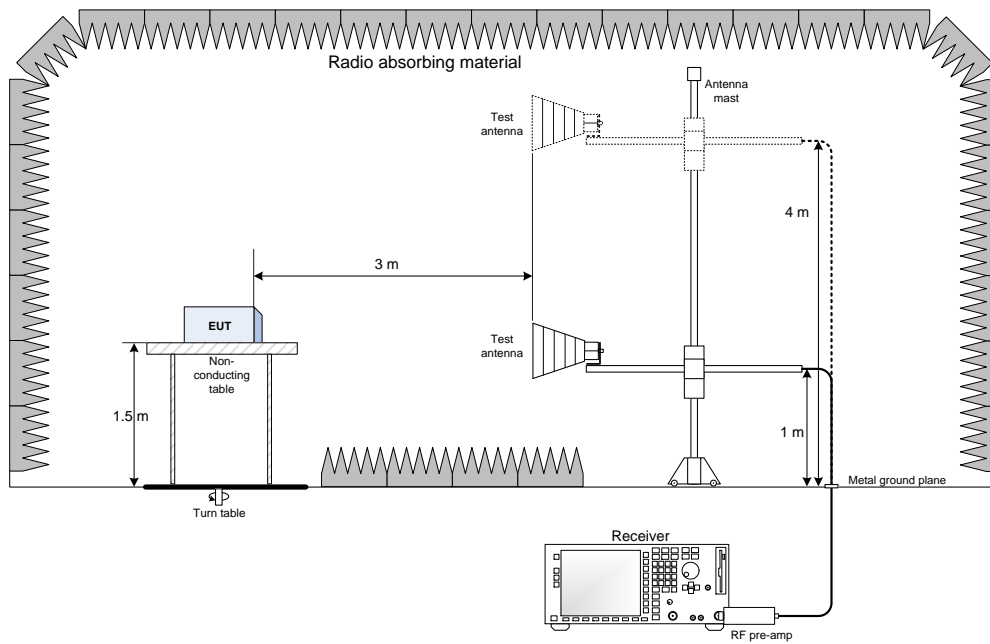 Radio absorbing material
Antenna
mast
Test
antenna
4 m
3 m
EUT
Test
antenna
Non-
conducting
table
1.5 m
1 m
Metal ground plane
Turn table
Receiver
RF pre-amp